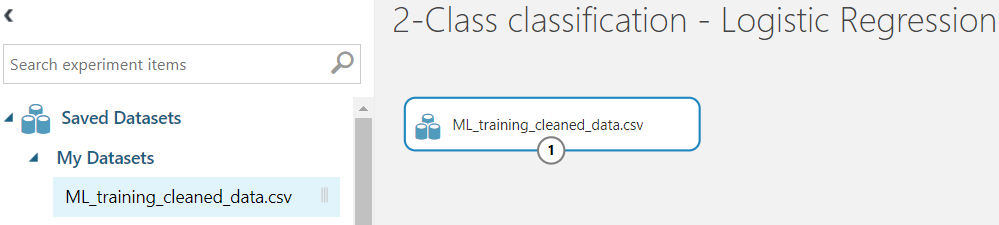 2-Class classification - Logistic Regression
Search experiment items
Saved Datasets
My Datasets
ML_training_cleaned_data.csv
ML_training_cleaned_data.csv
1